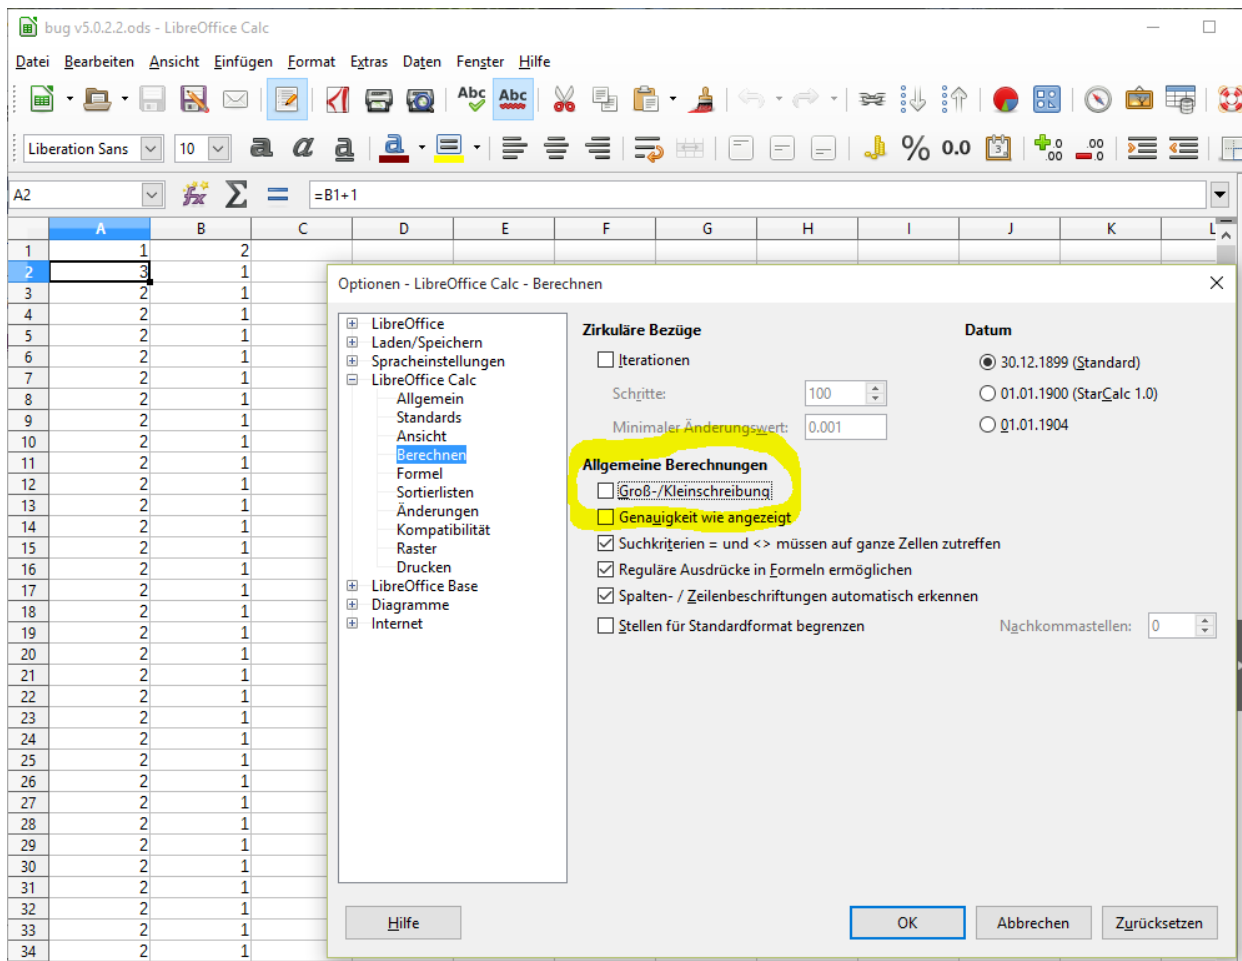 bug v5.0.2.2.ods - LibreOffice Calc
Datei Bearbeiten Ansicht Einfügen Format Extras Daten Fenster Hilfe
Abc Abc
Liberation Sans 10 a a a a % 0.0 3 .0 .00 .00 .0
A2 fx Σ = =B1+1
A B C D E F G H I J K L
1 1 2
2 3 1
3 2 1
4 2 1
5 2 1
6 2 1
7 2 1
8 2 1
9 2 1
10 2 1
11 2 1
12 2 1
13 2 1
14 2 1
15 2 1
16 2 1
17 2 1
18 2 1
19 2 1
20 2 1
21 2 1
22 2 1
23 2 1
24 2 1
25 2 1
26 2 1
27 2 1
28 2 1
29 2 1
30 2 1
31 2 1
32 2 1
33 2 1
34 2 1
Optionen - LibreOffice Calc - Berechnen
LibreOffice
Laden/Speichern
Spracheinstellungen
LibreOffice Calc
Allgemein
Standards
Ansicht
Berechnen
Formel
Sortierlisten
Änderungen
Kompatibilität
Raster
Drucken
LibreOffice Base
Diagramme
Internet
Zirkuläre Bezüge
Iterationen
Schritte: 100
Minimaler Änderungswert: 0.001
Datum
30.12.1899 (Standard)
01.01.1900 (StarCalc 1.0)
01.01.1904
Allgemeine Berechnungen
Groß-/Kleinschreibung
Genauigkeit wie angezeigt
Suchkriterien = und <> müssen auf ganze Zellen zutreffen
Reguläre Ausdrücke in Formeln ermöglichen
Spalten- / Zeilenbeschriftungen automatisch erkennen
Stellen für Standardformat begrenzen Nachkommastellen: 0
Hilfe OK Abbrechen Zurücksetzen